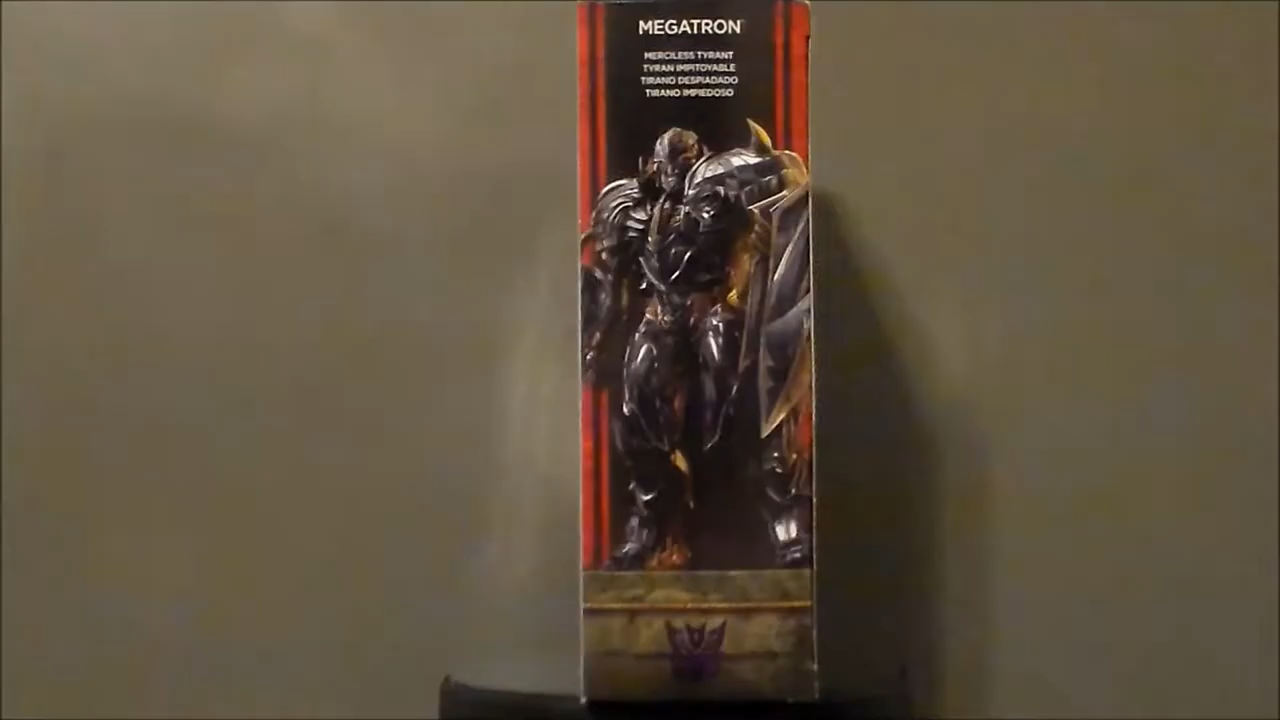 MEGATRON
MERCILESS TYRANT
TYRAN IMPITOYABLE
TIRANO DESPIADADO
TIRANO IMPIEDOSO